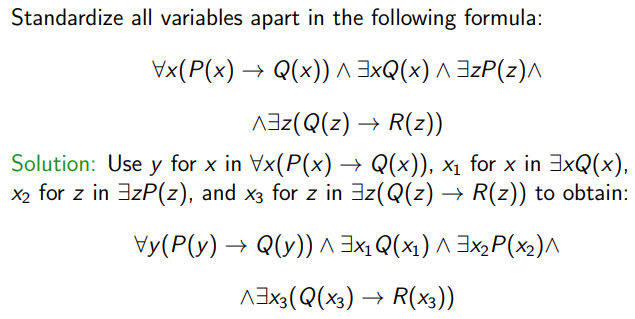 Standardize all variables apart in the following formula:
∀x(P(x) → Q(x)) ∧ ∃xQ(x) ∧ ∃zP(z)∧
∧∃z(Q(z) → R(z))
Solution: Use y for x in ∀x(P(x) → Q(x)), x₁ for x in ∃xQ(x),
x₂ for z in ∃zP(z), and x₃ for z in ∃z(Q(z) → R(z)) to obtain:
∀y(P(y) → Q(y)) ∧ ∃x₁Q(x₁) ∧ ∃x₂P(x₂)∧
∧∃x₃(Q(x₃) → R(x₃))